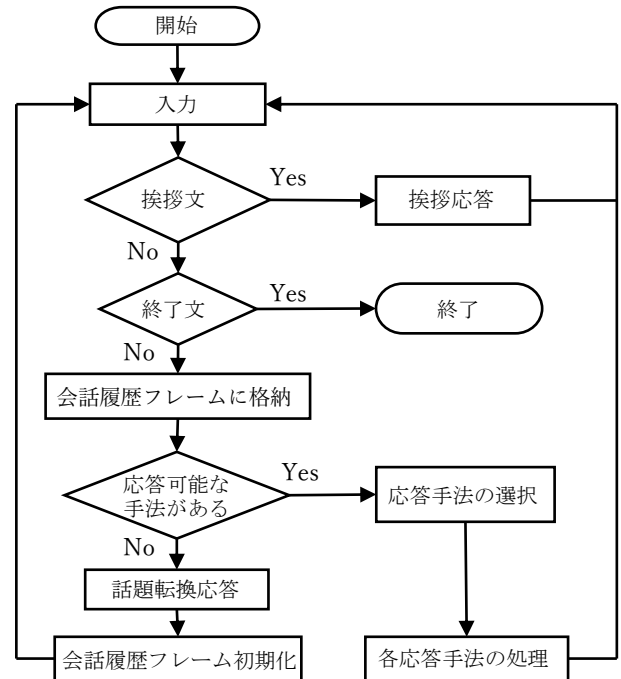 開始
入力
挨拶文
Yes
挨拶応答
No
終了文
Yes
終了
No
会話履歴フレームに格納
応答可能な
手法がある
Yes
応答手法の選択
No
話題転換応答
会話履歴フレーム初期化
各応答手法の処理